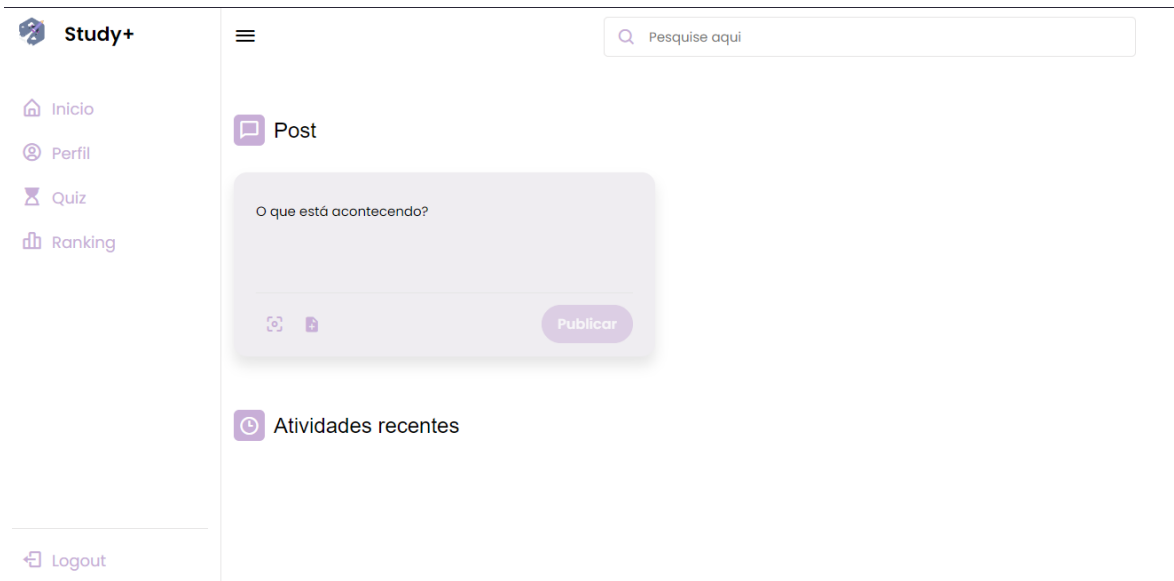 Study+
Pesquise aqui
Inicio
Perfil
Quiz
Ranking
Logout
Post
O que está acontecendo?
Publicar
Atividades recentes